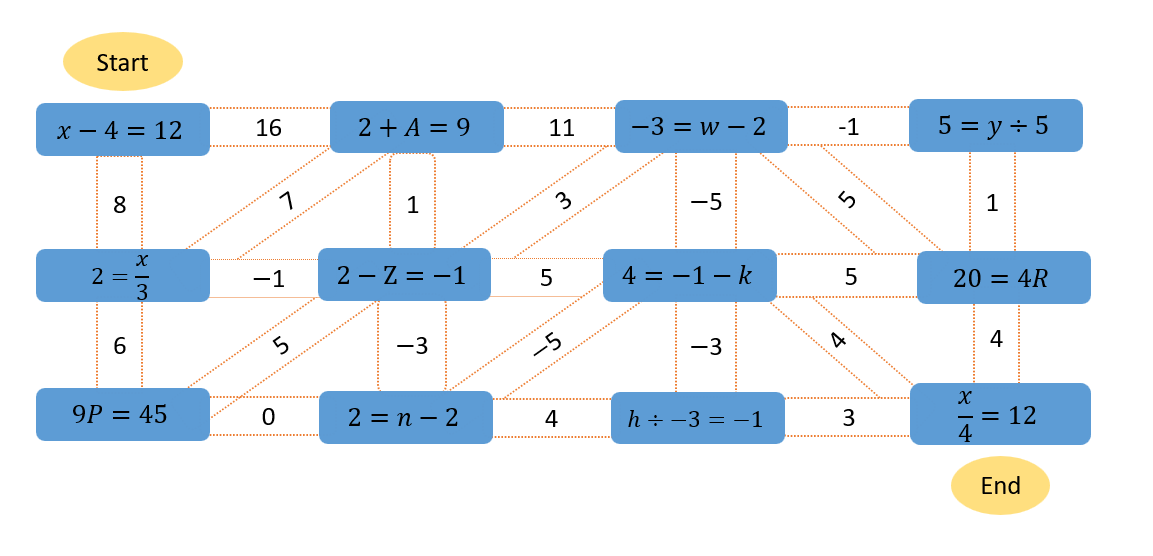 Start
x − 4 = 12 16 2 + A = 9 11 −3 = w − 2 -1 5 = y ÷ 5
8 7 1 3 −5 5 1
2 = x/3 −1 2 − Z = −1 5 4 = −1 − k 5 20 = 4R
6 5 −3 −5 −3 4 4
9P = 45 0 2 = n − 2 4 h ÷ −3 = −1 3 x/4 = 12
End